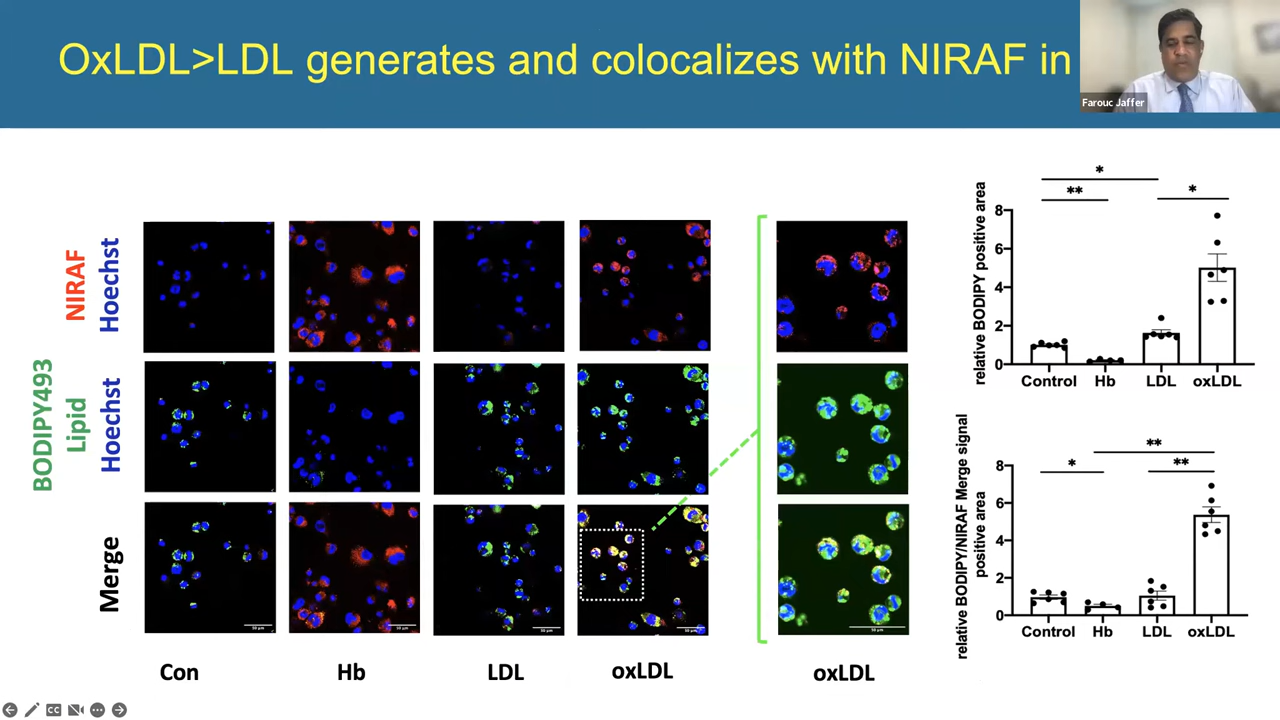 OxLDL>LDL generates and colocalizes with NIRAF in
Farouc Jaffer
NIRAF
Hoechst
BODIPY493
Lipid
Hoechst
Merge
Con
Hb
LDL
oxLDL
oxLDL
relative BODIPY positive area
8
6
4
2
0
*
**
*
Control
Hb
LDL
oxLDL
relative BODIPY/NIRAF Merge signal
positive area
8
6
4
2
0
**
*
**
Control
Hb
LDL
oxLDL